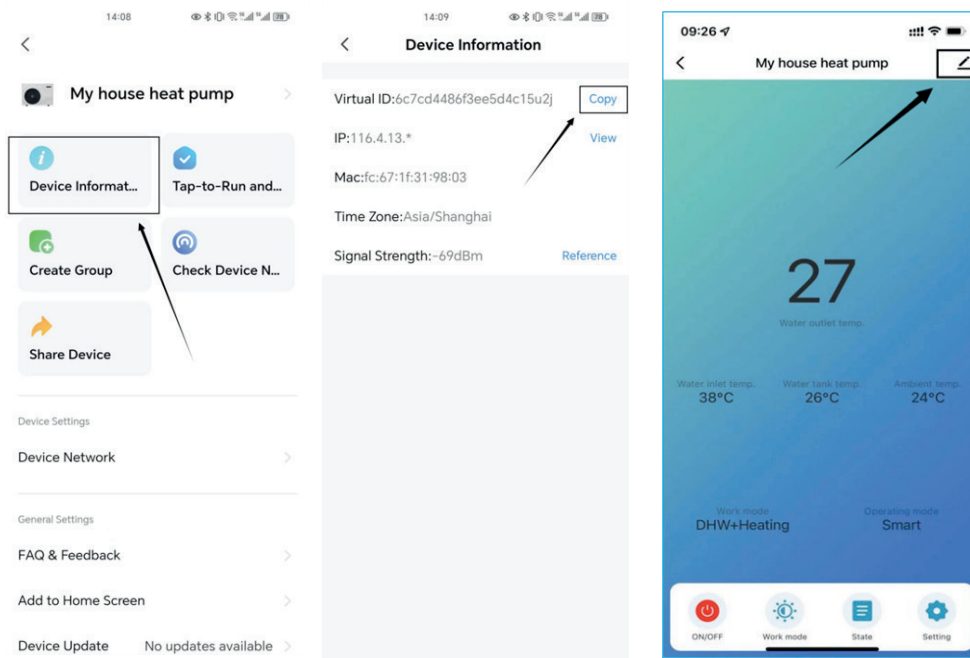 14:08
78
My house heat pump
Device Informat...
Tap-to-Run and...
Create Group
Check Device N...
Share Device
Device Settings
Device Network
General Settings
FAQ & Feedback
Add to Home Screen
Device Update No updates available
14:09
78
Device Information
Virtual ID:6c7cd4486f3ee5d4c15u2j Copy
IP:116.4.13.* View
Mac:fc:67:1f:31:98:03
Time Zone:Asia/Shanghai
Signal Strength:-69dBm Reference
09:26
My house heat pump
27
Water outlet temp.
Water inlet temp. Water tank temp. Ambient temp.
38°C 26°C 24°C
Work mode Operating mode
DHW+Heating Smart
ON/OFF Work mode State Setting